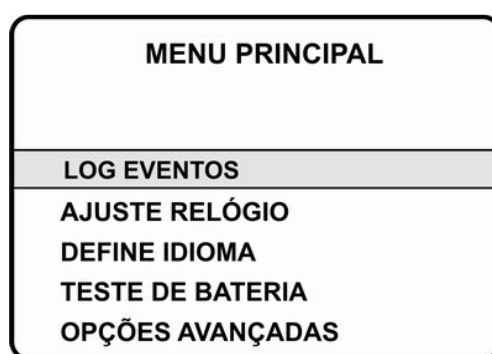 MENU PRINCIPAL
LOG EVENTOS
AJUSTE RELÓGIO
DEFINE IDIOMA
TESTE DE BATERIA
OPÇÕES AVANÇADAS